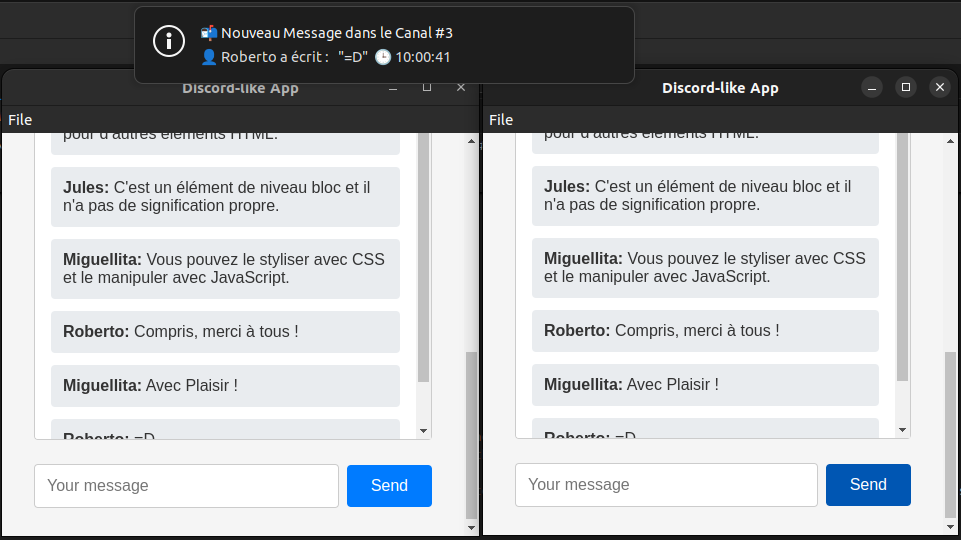 📬 Nouveau Message dans le Canal #3
👤 Roberto a écrit : "=D" 🕒 10:00:41
Discord-like App
File
pour d'autres éléments HTML.
Jules: C'est un élément de niveau bloc et il
n'a pas de signification propre.
Miguellita: Vous pouvez le styliser avec CSS
et le manipuler avec JavaScript.
Roberto: Compris, merci à tous !
Miguellita: Avec Plaisir !
Roberto: =D
Your message
Send
Discord-like App
File
pour d'autres éléments HTML.
Jules: C'est un élément de niveau bloc et il
n'a pas de signification propre.
Miguellita: Vous pouvez le styliser avec CSS
et le manipuler avec JavaScript.
Roberto: Compris, merci à tous !
Miguellita: Avec Plaisir !
Roberto: =D
Your message
Send